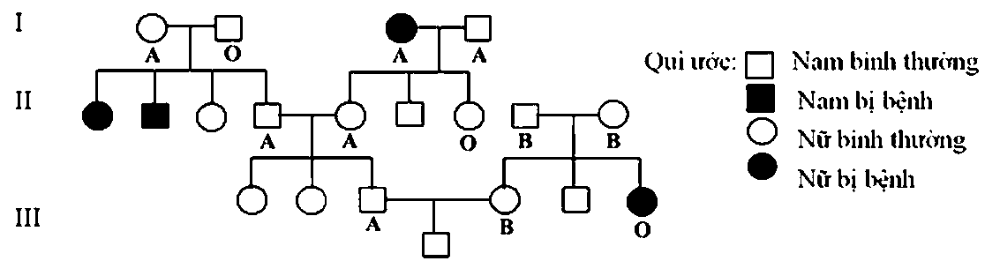 I
A O A A
Qui ước: Nam bình thường
II
Nam bị bệnh
A A O B B
Nữ bình thường
Nữ bị bệnh
III
A B O